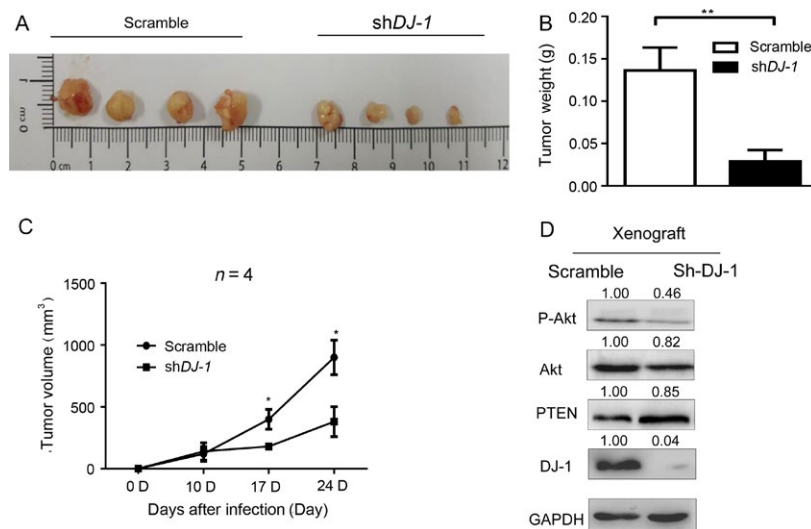 A
Scramble
shDJ-1
0 cm
1
0 cm 1 2 3 4 5 6 7 8 9 10 11 12
B
**
Tumor weight (g)
0.20
0.15
0.10
0.05
0.00
Scramble
shDJ-1
C
n = 4
.Tumor volume (mm³)
1500
1000
500
0
Scramble
shDJ-1
*
*
0 D 10 D 17 D 24 D
Days after infection (Day)
D
Xenograft
Scramble Sh-DJ-1
1.00 0.46
P-Akt
1.00 0.82
Akt
1.00 0.85
PTEN
1.00 0.04
DJ-1
GAPDH